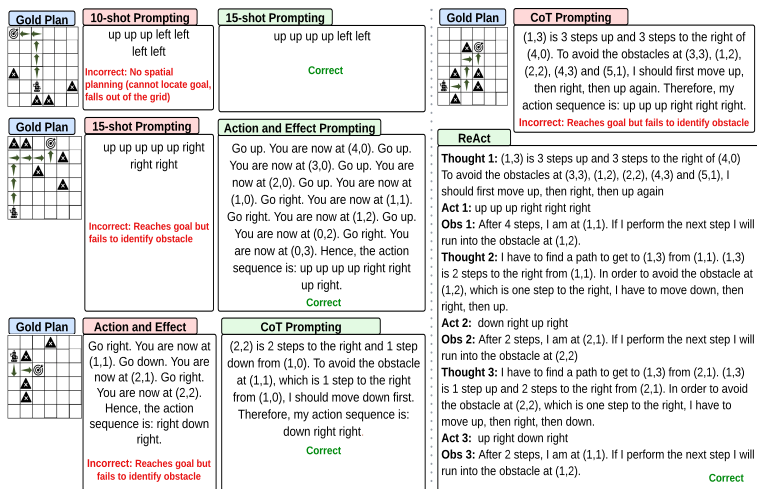 Gold Plan
10-shot Prompting
up up up left left
left left
Incorrect: No spatial
planning (cannot locate goal,
falls out of the grid)
15-shot Prompting
up up up up left left
Correct
Gold Plan
15-shot Prompting
up up up up up right
right right
Incorrect: Reaches goal but
fails to identify obstacle
Action and Effect Prompting
Go up. You are now at (4,0). Go up.
You are now at (3,0). Go up. You are
now at (2,0). Go up. You are now at
(1,0). Go right. You are now at (1,1).
Go right. You are now at (1,2). Go up.
You are now at (0,2). Go right. You
are now at (0,3). Hence, the action
sequence is: up up up up right right
up right.
Correct
Gold Plan
Action and Effect
Go right. You are now at
(1,1). Go down. You are
now at (2,1). Go right.
You are now at (2,2).
Hence, the action
sequence is: right down
right.
Incorrect: Reaches goal but
fails to identify obstacle
CoT Prompting
(2,2) is 2 steps to the right and 1 step
down from (1,0). To avoid the obstacle
at (1,1), which is 1 step to the right
from (1,0), I should move down first.
Therefore, my action sequence is:
down right right
Correct
Gold Plan
CoT Prompting
(1,3) is 3 steps up and 3 steps to the right of
(4,0). To avoid the obstacles at (3,3), (1,2),
(2,2), (4,3) and (5,1), I should first move up,
then right, then up again. Therefore, my
action sequence is: up up up right right right.
Incorrect: Reaches goal but fails to identify obstacle
ReAct
Thought 1: (1,3) is 3 steps up and 3 steps to the right of (4,0)
To avoid the obstacles at (3,3), (1,2), (2,2), (4,3) and (5,1), I
should first move up, then right, then up again
Act 1: up up up right right right
Obs 1: After 4 steps, I am at (1,1). If I perform the next step I will
run into the obstacle at (1,2).
Thought 2: I have to find a path to get to (1,3) from (1,1). (1,3)
is 2 steps to the right from (1,1). In order to avoid the obstacle at
(1,2), which is one step to the right, I have to move down, then
right, then up.
Act 2: down right up right
Obs 2: After 2 steps, I am at (2,1). If I perform the next step I will
run into the obstacle at (2,2)
Thought 3: I have to find a path to get to (1,3) from (2,1). (1,3)
is 1 step up and 2 steps to the right from (2,1). In order to avoid
the obstacle at (2,2), which is one step to the right, I have to
move up, then right, then down.
Act 3: up right down right
Obs 3: After 2 steps, I am at (1,1). If I perform the next step I will
run into the obstacle at (1,2).
Correct